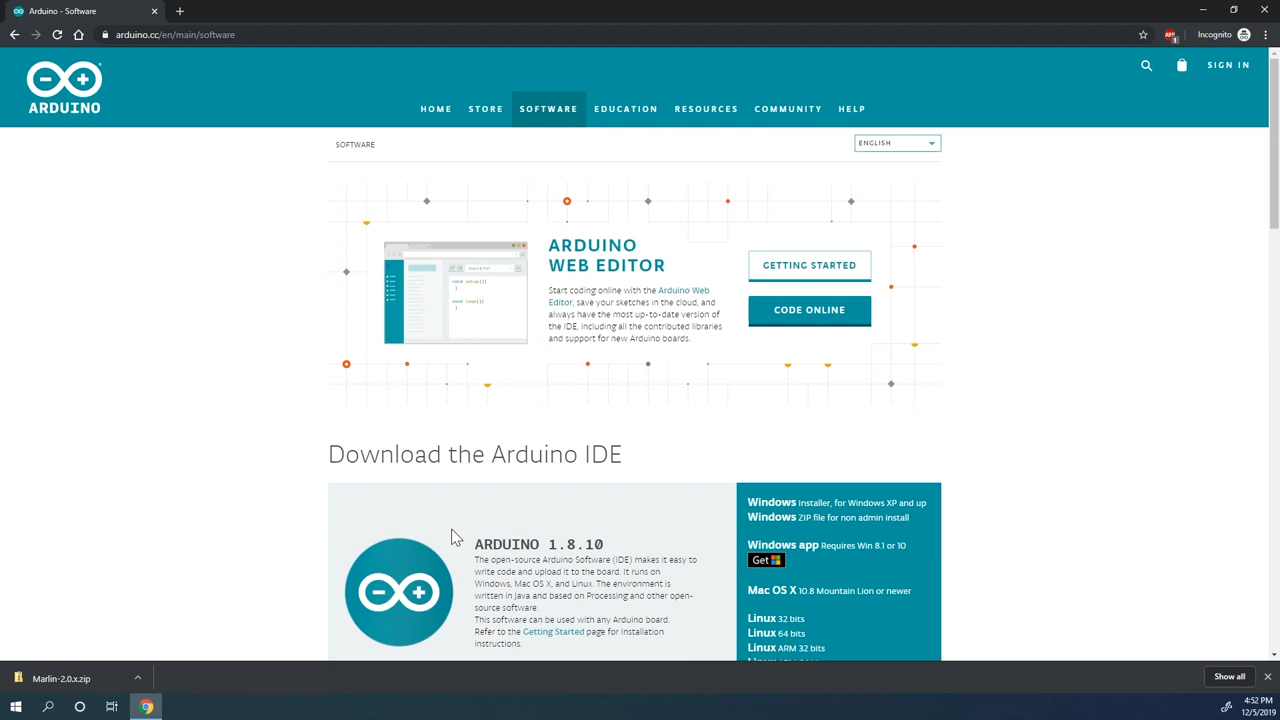 Arduino - Software
arduino.cc/en/main/software
Incognito
ARDUINO
SIGN IN
HOME STORE SOFTWARE EDUCATION RESOURCES COMMUNITY HELP
SOFTWARE
ENGLISH
ARDUINO
WEB EDITOR
Start coding online with the Arduino Web
Editor, save your sketches in the cloud, and
always have the most up-to-date version of
the IDE, including all the contributed libraries
and support for new Arduino boards.
GETTING STARTED
CODE ONLINE
Download the Arduino IDE
ARDUINO 1.8.10
The open-source Arduino Software (IDE) makes it easy to
write code and upload it to the board. It runs on
Windows, Mac OS X, and Linux. The environment is
written in Java and based on Processing and other open-
source software.
This software can be used with any Arduino board.
Refer to the Getting Started page for Installation
instructions.
Windows Installer, for Windows XP and up
Windows ZIP file for non admin install
Windows app Requires Win 8.1 or 10
Get
Mac OS X 10.8 Mountain Lion or newer
Linux 32 bits
Linux 64 bits
Linux ARM 32 bits
Marlin-2.0.x.zip
Show all
4:52 PM
12/5/2019